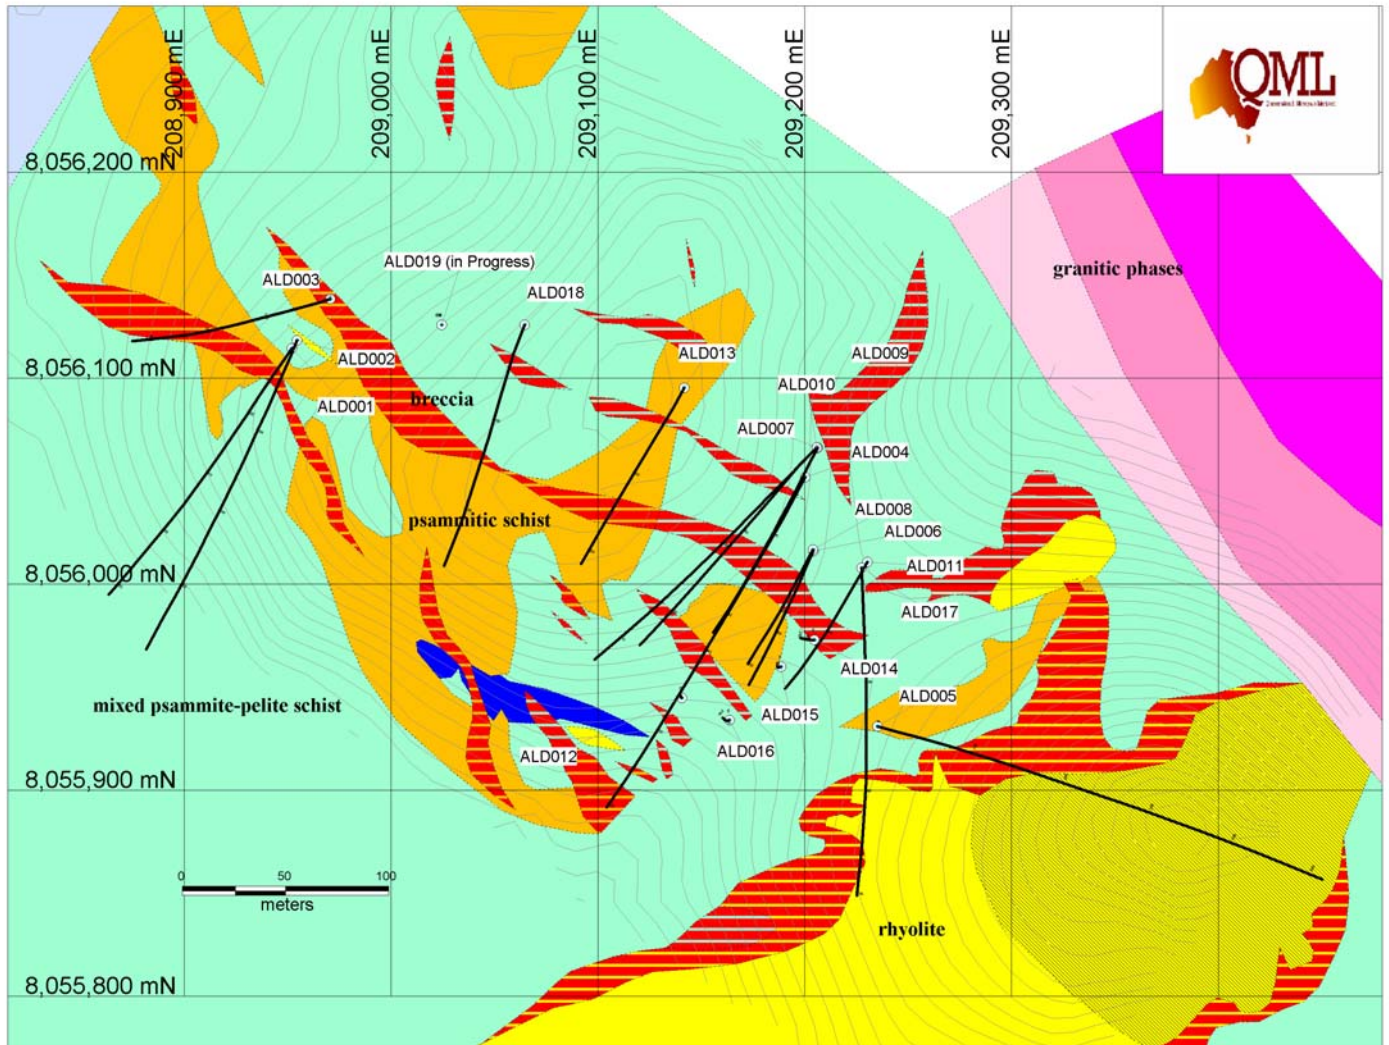 208,900 mE
209,000 mE
209,100 mE
209,200 mE
209,300 mE
QML
8,056,200 mN
ALD019 (in Progress)
granitic phases
ALD003
ALD018
ALD002
ALD013
ALD009
8,056,100 mN
ALD010
breccia
ALD001
ALD007
ALD004
psammitic schist
ALD008
ALD006
8,056,000 mN
ALD011
ALD017
ALD014
mixed psammite-pelite schist
ALD005
ALD015
ALD012
ALD016
8,055,900 mN
0 50 100
meters
rhyolite
8,055,800 mN